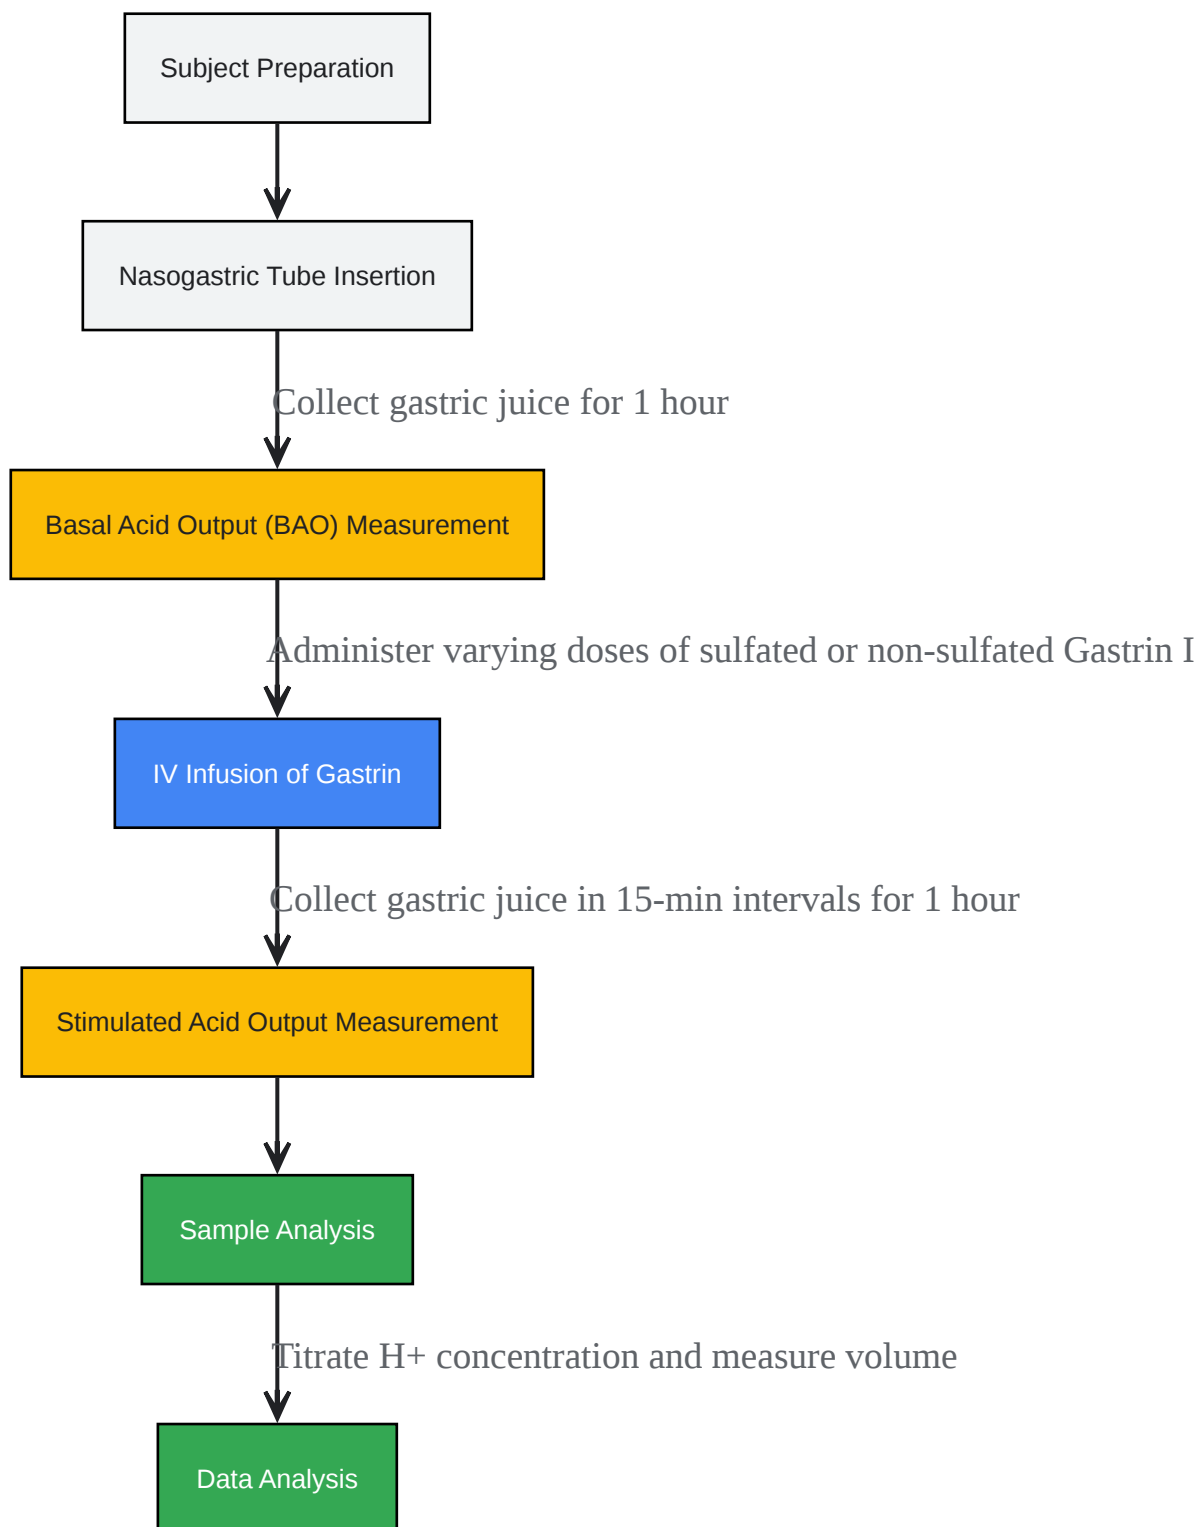 Subject Preparation
Nasogastric Tube Insertion
Collect gastric juice for 1 hour
Basal Acid Output (BAO) Measurement
Administer varying doses of sulfated or non-sulfated Gastrin I
IV Infusion of Gastrin
Collect gastric juice in 15-min intervals for 1 hour
Stimulated Acid Output Measurement
Sample Analysis
Titrate H+ concentration and measure volume
Data Analysis